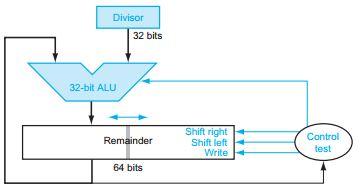 Divisor
32 bits
32-bit ALU
Remainder
Shift right
Shift left
Write
Control
test
64 bits